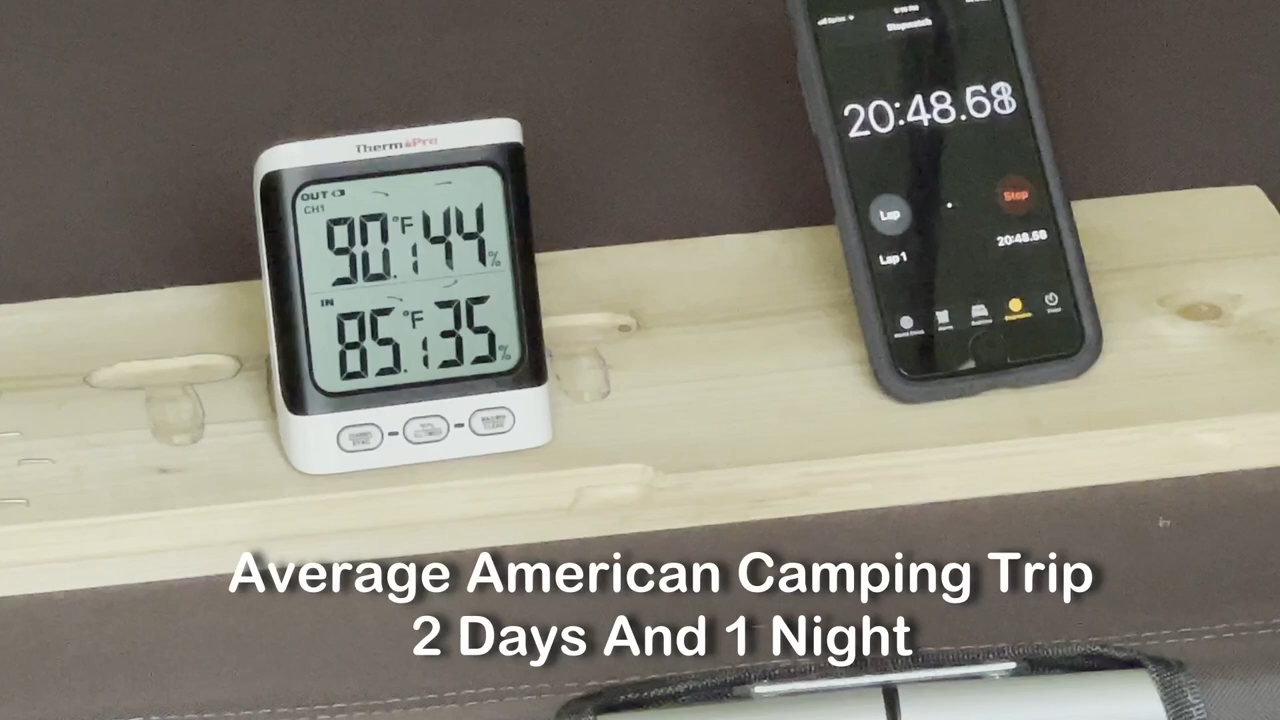 ThermoPro
OUT
CH1
90.1°F 44%
IN
85.1°F 35%
Stopwatch
20:48.68
Lap
Stop
Lap 1
20:48.68
Average American Camping Trip
2 Days And 1 Night